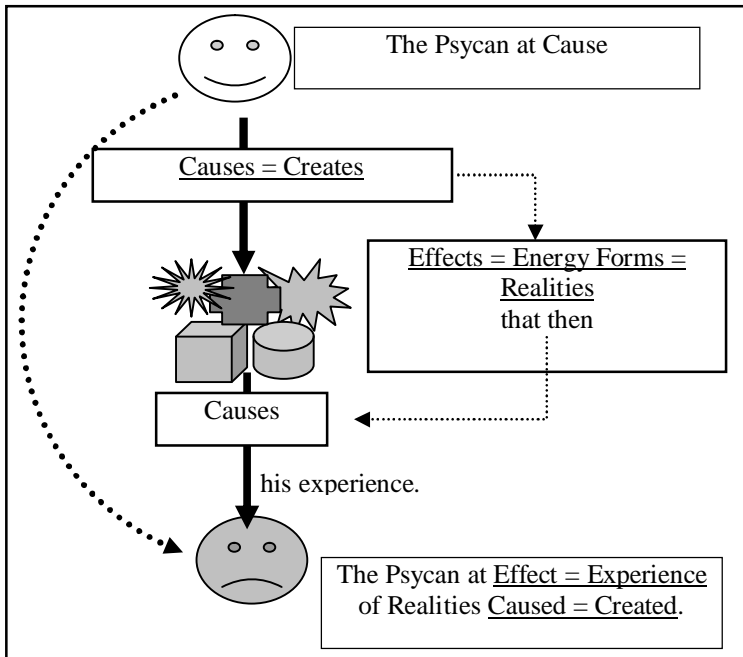 The Psycan at Cause
Causes = Creates
Effects = Energy Forms =
Realities
that then
Causes
his experience.
The Psycan at Effect = Experience
of Realities Caused = Created.